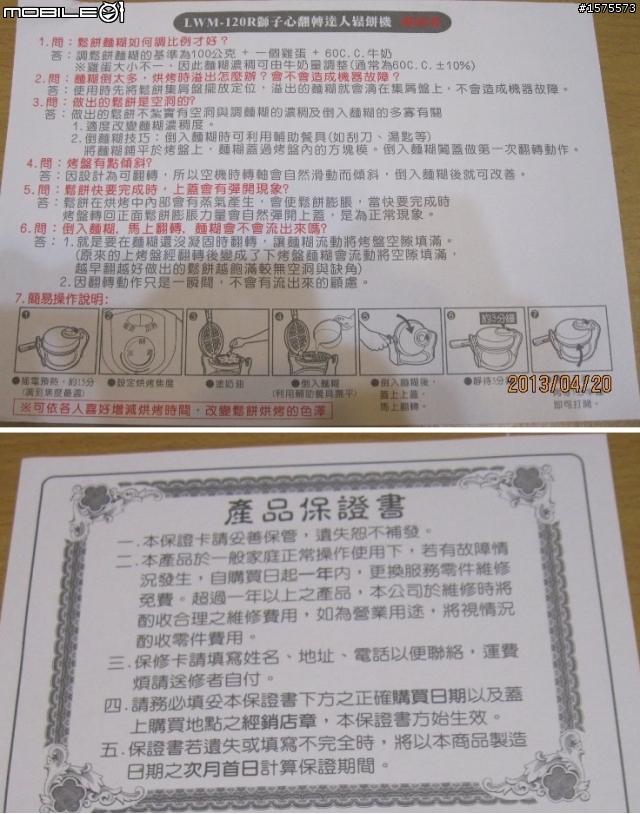 MOBILE01
#1575573
LWM-120R獅子心翻轉達人鬆餅機
1.問：鬆餅麵糊如何調比例才好？
答：調鬆餅麵糊的基準為100公克 + 一個雞蛋 + 60C.C.牛奶
※雞蛋大小不一，因此麵糊濃稠可由牛奶量調整(通常為60C.C.±10%)
2.問：麵糊倒太多，烘烤時溢出怎麼辦？會不會造成機器故障？
答：使用時先將鬆餅集屑盤擺放定位，溢出的麵糊就會滴在集屑盤上，不會造成機器故障。
3.問：做出的鬆餅是空洞的？
答：做出的鬆餅不紮實有空洞與調麵糊的濃稠及倒入麵糊的多寡有關
1.適度改變麵糊濃稠度。
2.倒麵糊技巧：倒入麵糊時可利用輔助餐具(如刮刀、湯匙等)
將麵糊鋪平於烤盤上，麵糊蓋過烤盤內的方塊模。倒入麵糊闔蓋做第一次翻轉動作。
4.問：烤盤有點傾斜？
答：因設計為可翻轉，所以空機時轉軸會自然滑動而傾斜，倒入麵糊後就可改善。
5.問：鬆餅快要完成時，上蓋會有彈開現象？
答：鬆餅在烘烤中內部會有蒸氣產生，會使鬆餅膨脹，當快要完成時
烤盤轉回正面鬆餅膨脹力量會自然彈開上蓋，是為正常現象。
6.問：倒入麵糊，馬上翻轉，麵糊會不會流出來嗎？
答：1.就是要在麵糊還沒凝固時翻轉，讓麵糊流動將烤盤空隙填滿。
(原來的上烤盤經翻轉後變成了下烤盤麵糊會流動將空隙填滿，
越早翻越好做出的鬆餅越飽滿較無空洞與缺角)
2.因翻轉動作只是一瞬間，不會有流出來的顧慮。
7.簡易操作說明：
1 2 3 4 5 6 約3分鐘 7
●插電預熱，約15分
(調到焦度最適)
●設定烘烤焦度
●塗奶油
●倒入麵糊
(利用輔助餐具鋪平)
●倒入麵糊後，
蓋上上蓋，
馬上翻轉。
●靜待3分
即可打開。
2013/04/20
※可依各人喜好增減烘烤時間，改變鬆餅烘烤的色澤
產品保證書
一.本保證卡請妥善保管，遺失恕不補發。
二.本產品於一般家庭正常操作使用下，若有故障情
況發生，自購買日起一年內，更換服務零件維修
免費。超過一年以上之產品，本公司於維修時將
酌收合理之維修費用，如為營業用途，將視情況
酌收零件費用。
三.保修卡請填寫姓名、地址、電話以便聯絡，運費
煩請送修者自付。
四.請務必填妥本保證書下方之正確購買日期以及蓋
上購買地點之經銷店章，本保證書方始生效。
五.保證書若遺失或填寫不完全時，將以本商品製造
日期之次月首日計算保證期間。